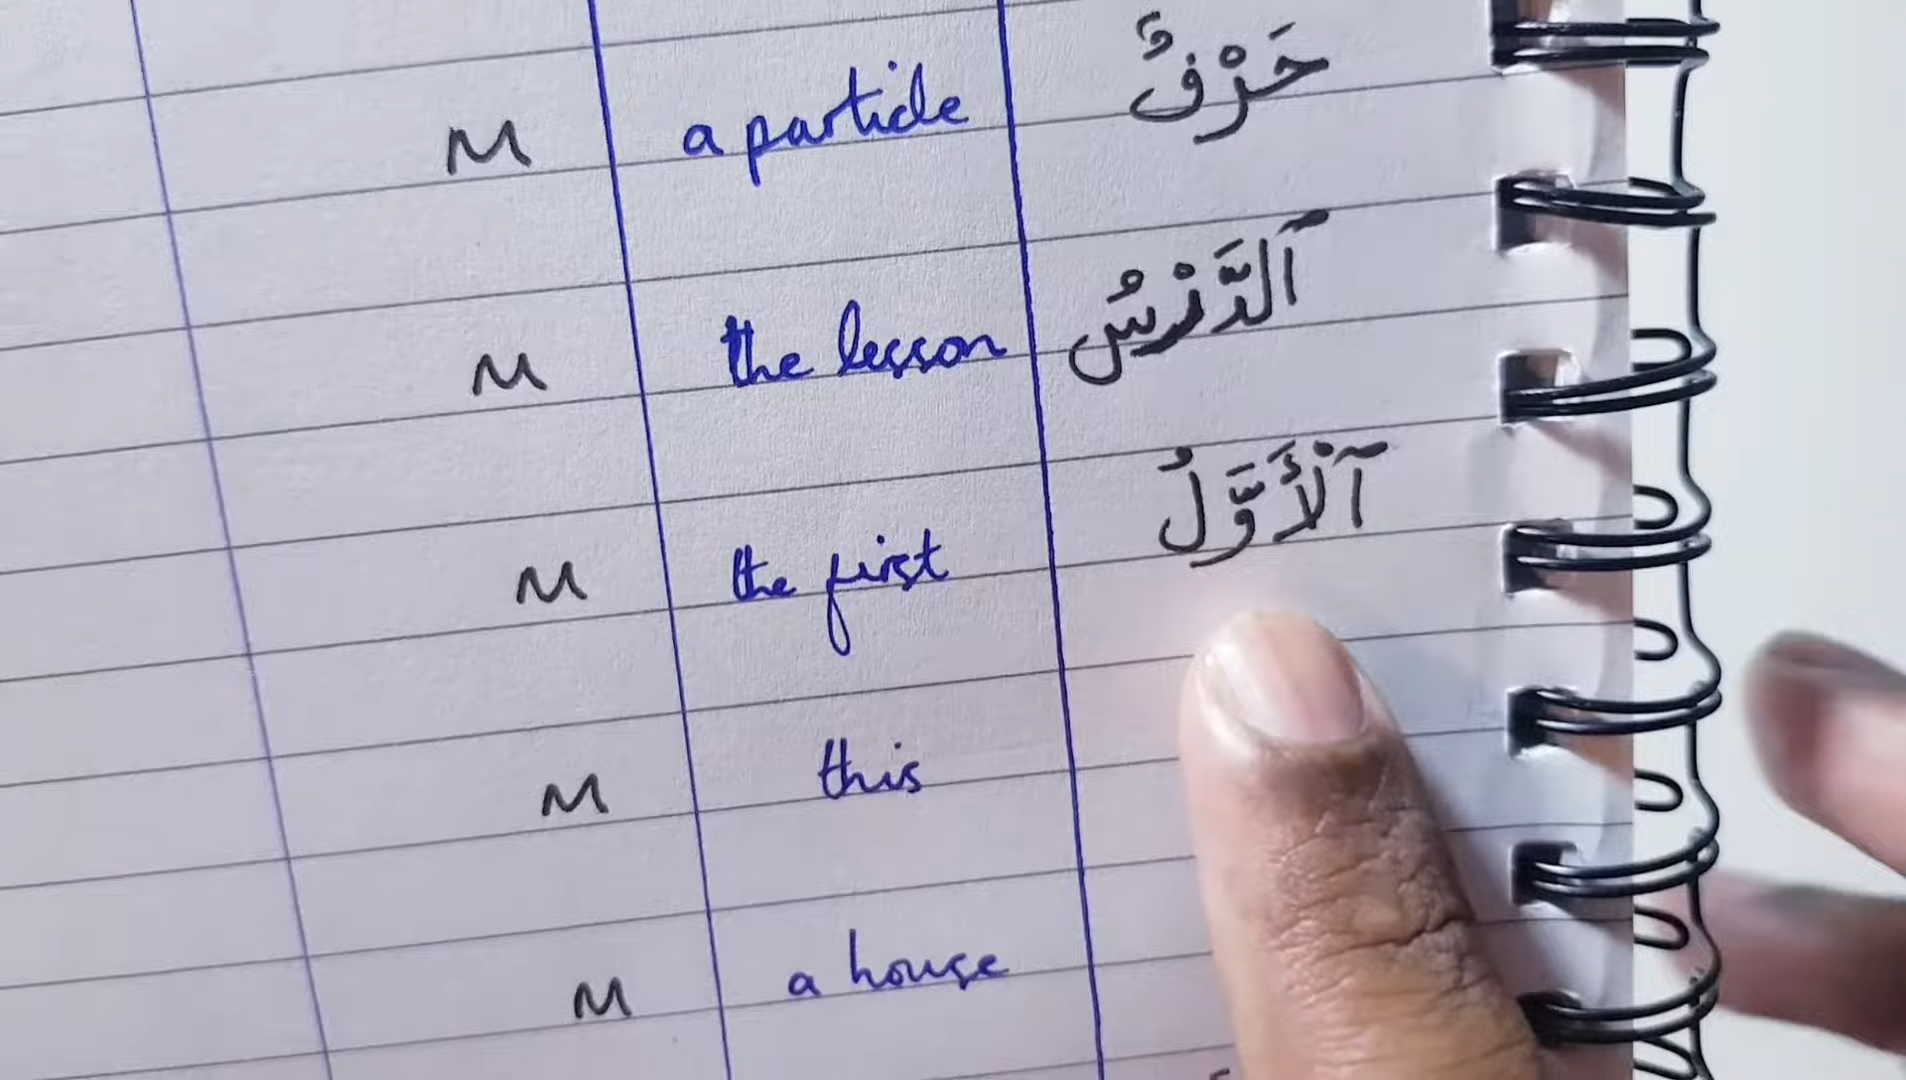 حَرْفٌ a particle M
اَلدَّرْسُ the lesson M
اَلْأَوَّلُ the first M
this M
a house M